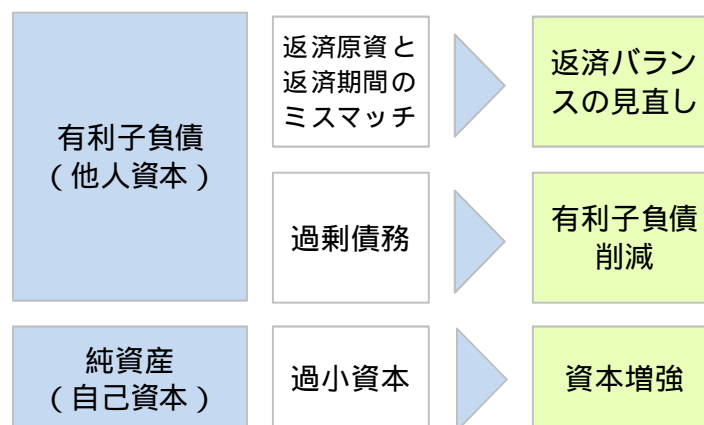 有利子負債
（他人資本）
返済原資と
返済期間の
ミスマッチ
返済バラン
スの見直し
過剰債務
有利子負債
削減
純資産
（自己資本）
過小資本
資本増強